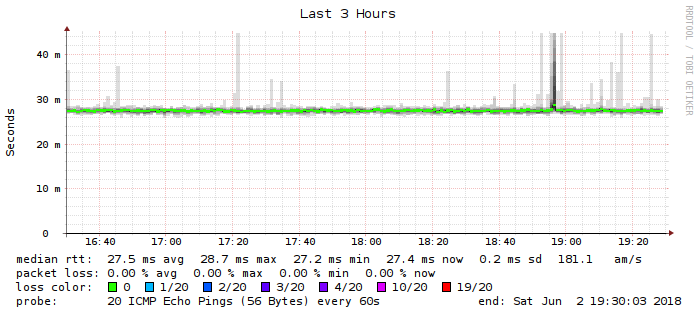 Last 3 Hours
RRDTOOL / TOBI OETIKER
Seconds
40 m
30 m
20 m
10 m
0
16:40 17:00 17:20 17:40 18:00 18:20 18:40 19:00 19:20
median rtt: 27.5 ms avg 28.7 ms max 27.2 ms min 27.4 ms now 0.2 ms sd 181.1 am/s
packet loss: 0.00 % avg 0.00 % max 0.00 % min 0.00 % now
loss color: 0 1/20 2/20 3/20 4/20 10/20 19/20
probe: 20 ICMP Echo Pings (56 Bytes) every 60s end: Sat Jun 2 19:30:03 2018